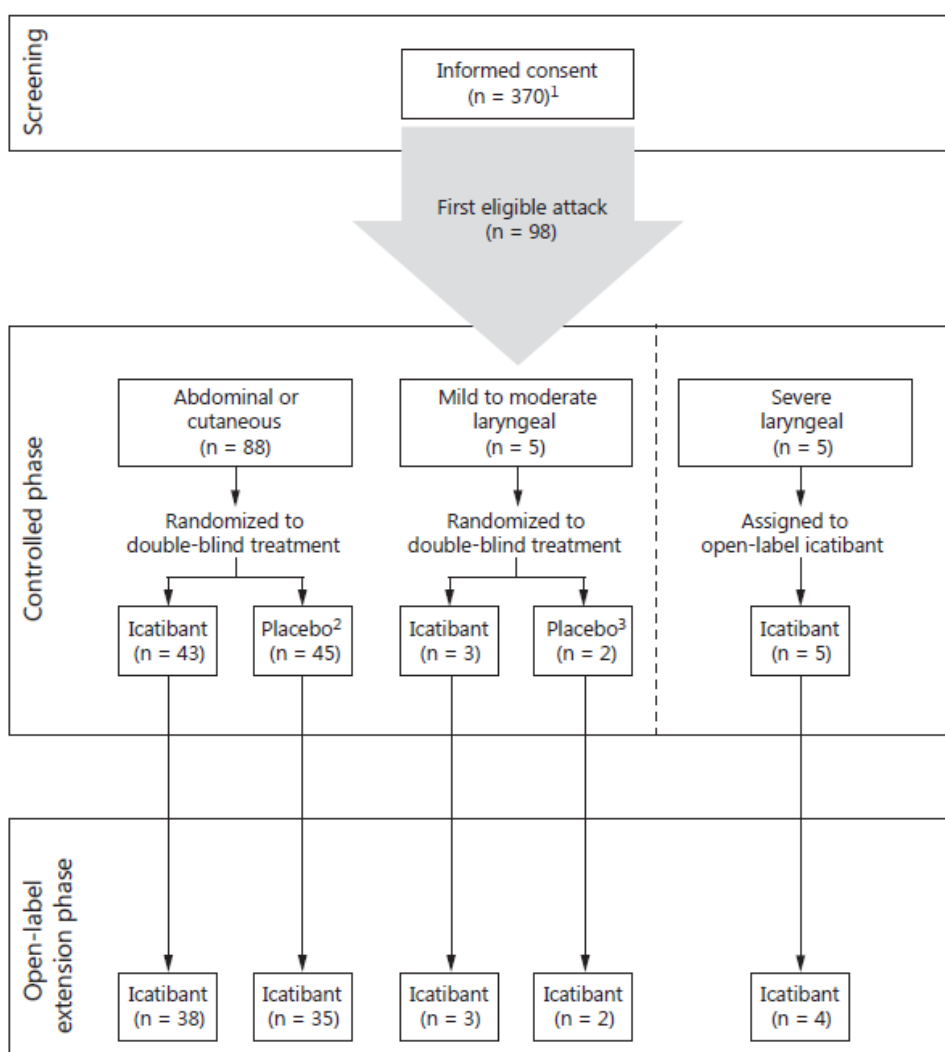 Screening
Informed consent
(n = 370)¹
First eligible attack
(n = 98)
Controlled phase
Abdominal or
cutaneous
(n = 88)
Mild to moderate
laryngeal
(n = 5)
Severe
laryngeal
(n = 5)
Randomized to
double-blind treatment
Randomized to
double-blind treatment
Assigned to
open-label icatibant
Icatibant
(n = 43)
Placebo²
(n = 45)
Icatibant
(n = 3)
Placebo³
(n = 2)
Icatibant
(n = 5)
Open-label
extension phase
Icatibant
(n = 38)
Icatibant
(n = 35)
Icatibant
(n = 3)
Icatibant
(n = 2)
Icatibant
(n = 4)